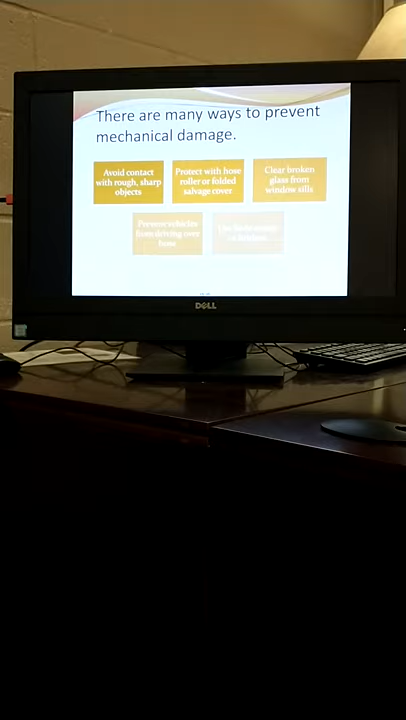 There are many ways to prevent
mechanical damage.
Avoid contact
with rough, sharp
objects
Protect with hose
roller or folded
salvage cover
Clear broken
glass from
window sills
Prevent vehicles
from driving over
hose
DELL